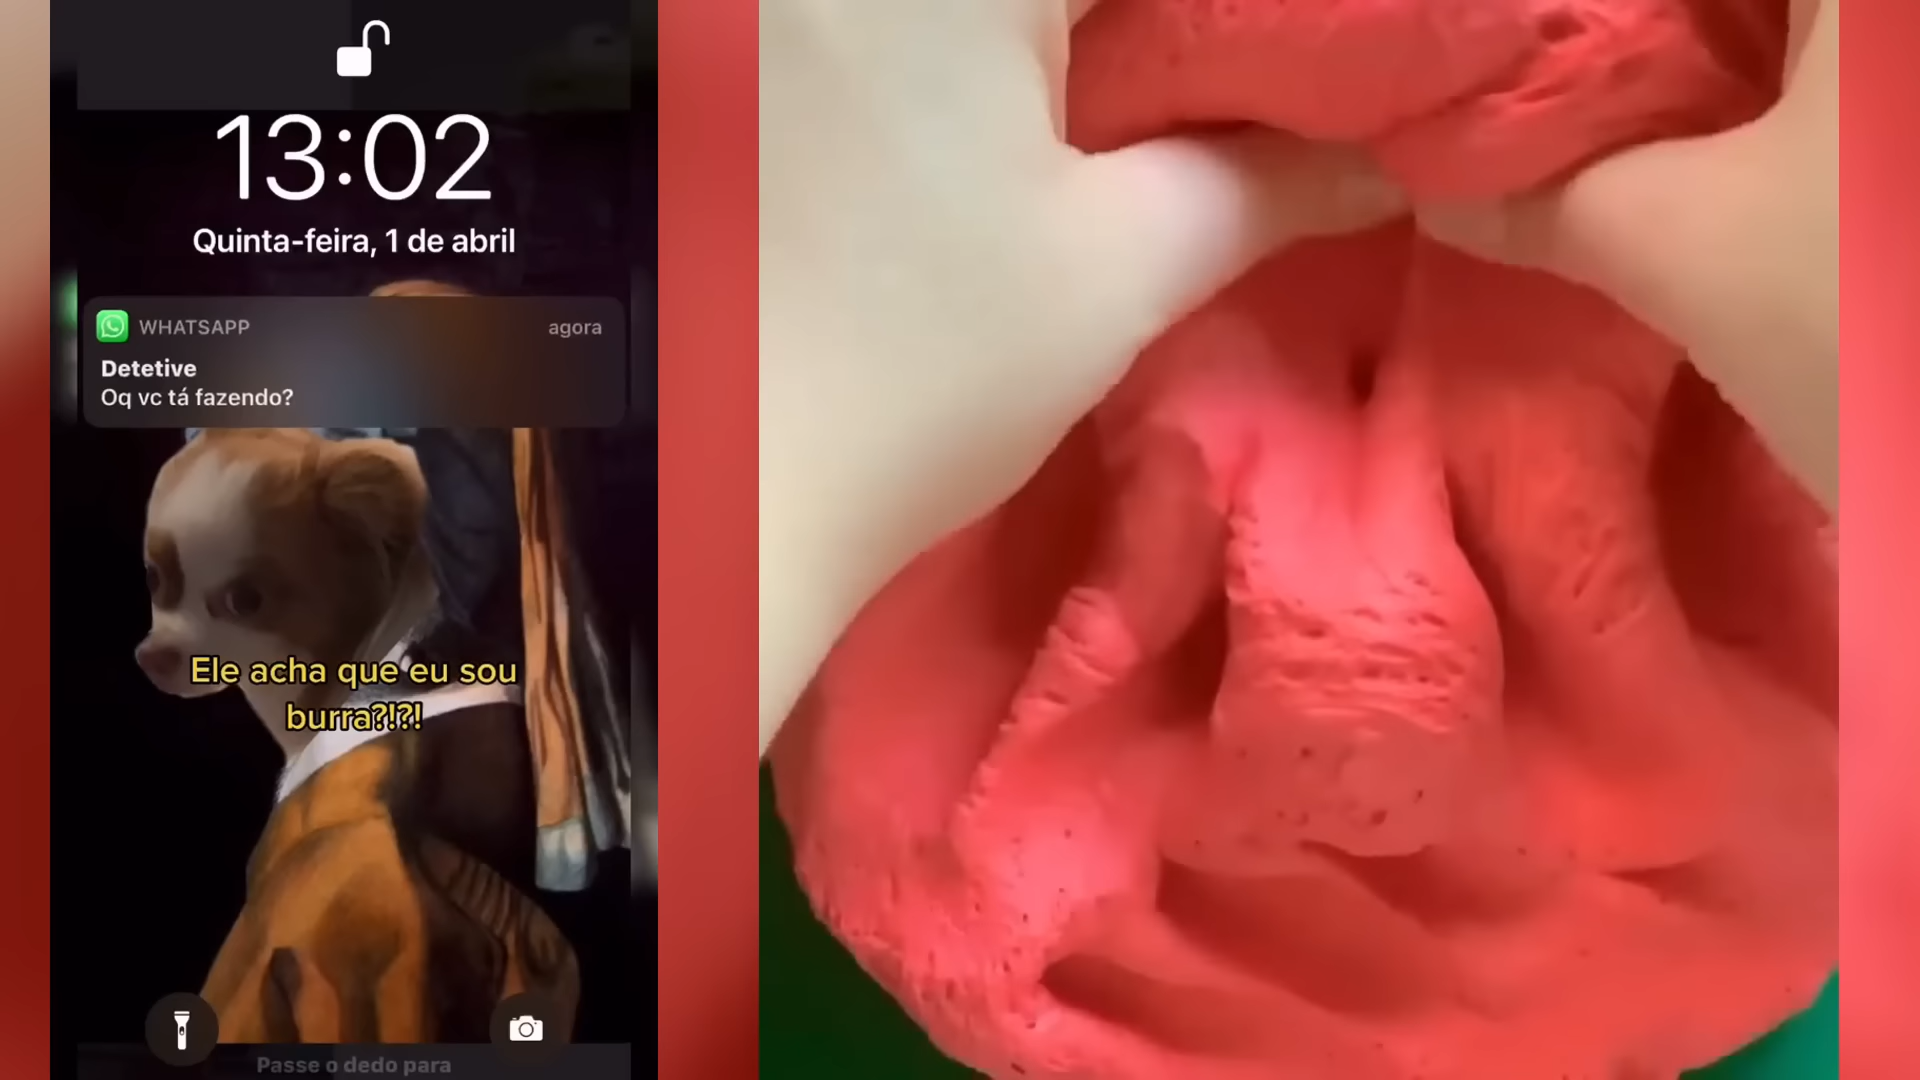 13:02
Quinta-feira, 1 de abril
WHATSAPP agora
Detetive
Oq vc tá fazendo?
Ele acha que eu sou
burra?!?!
Passe o dedo para